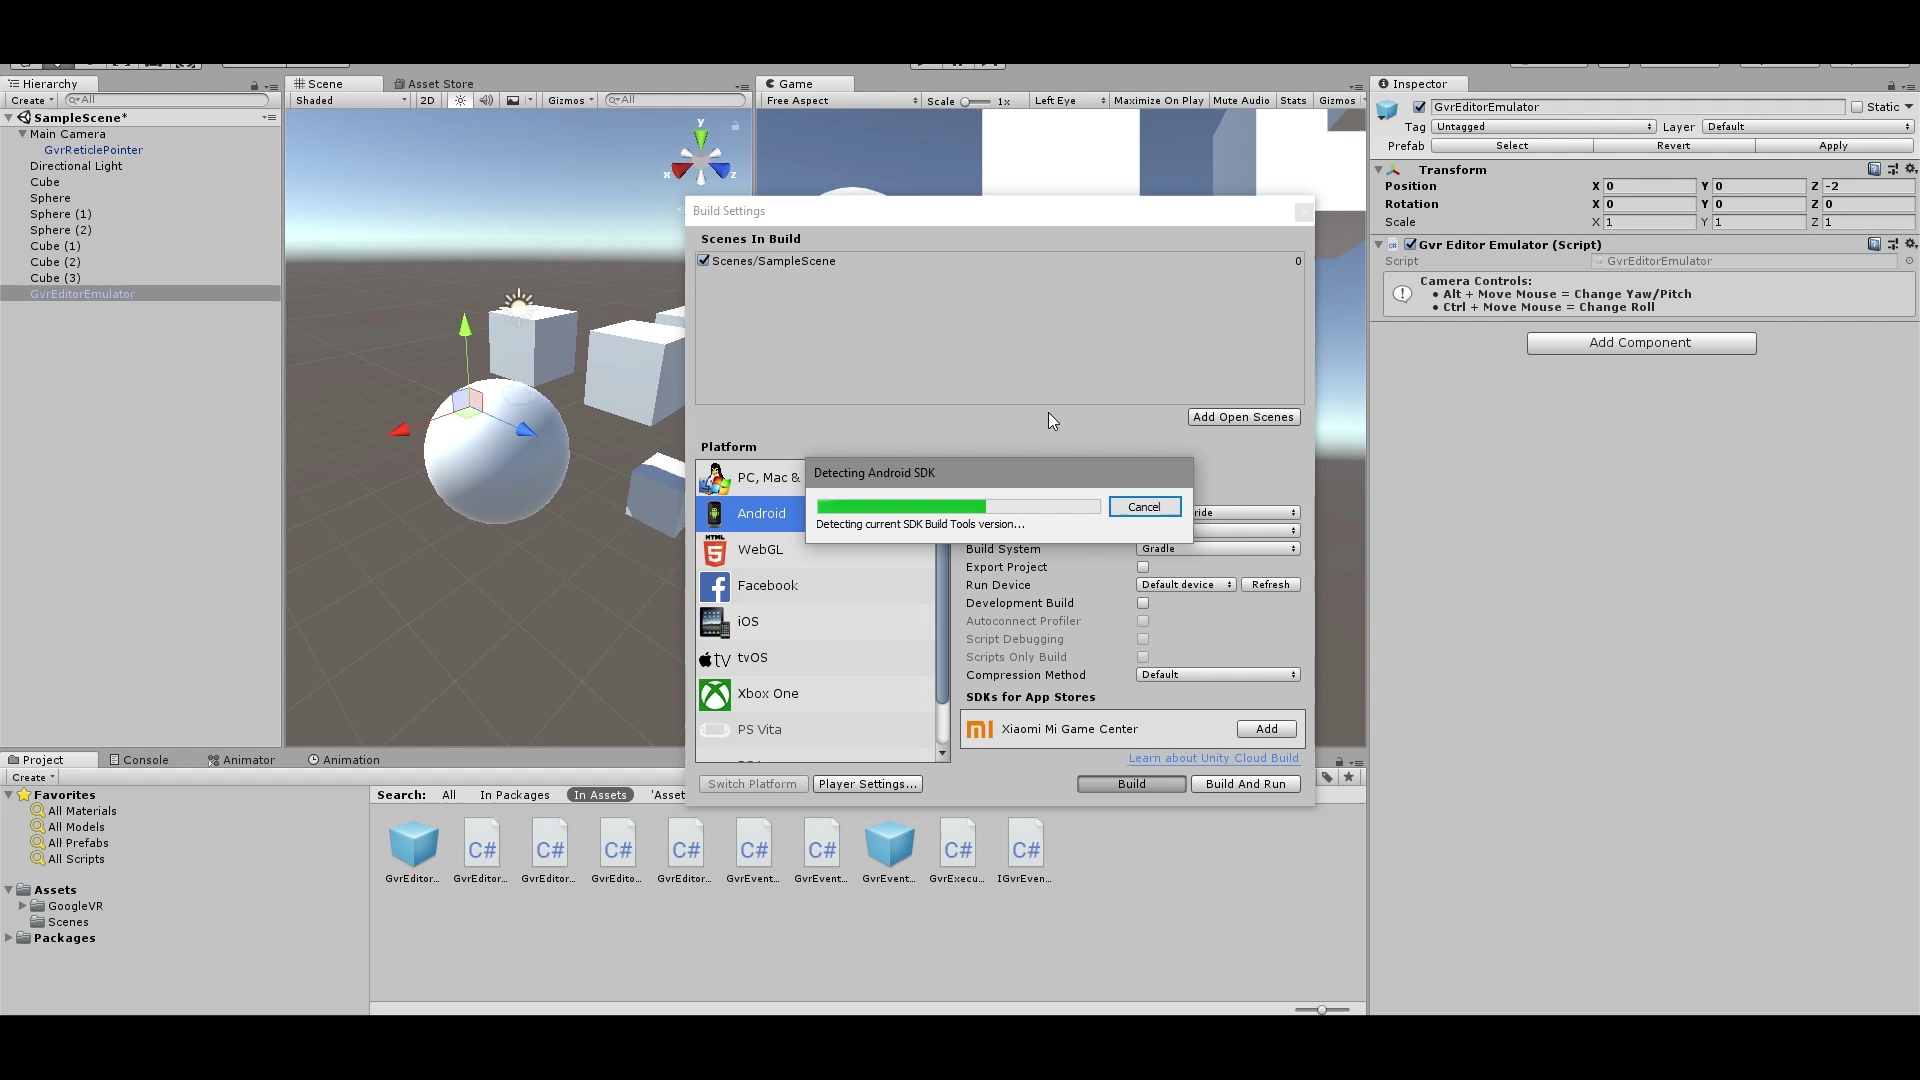 Hierarchy
Create
All
SampleScene*
Main Camera
GvrReticlePointer
Directional Light
Cube
Sphere
Sphere (1)
Sphere (2)
Cube (1)
Cube (2)
Cube (3)
GvrEditorEmulator
Scene
Asset Store
Shaded
2D
Gizmos
All
y
x
z
Game
Free Aspect
Scale
1x
Left Eye
Maximize On Play
Mute Audio
Stats
Gizmos
Build Settings
Scenes In Build
Scenes/SampleScene
0
Add Open Scenes
Platform
PC, Mac &
Android
HTML
WebGL
Facebook
iOS
tv
tvOS
Xbox One
PS Vita
Detecting Android SDK
Cancel
Detecting current SDK Build Tools version...
ride
Build System
Gradle
Export Project
Run Device
Default device
Refresh
Development Build
Autoconnect Profiler
Script Debugging
Scripts Only Build
Compression Method
Default
SDKs for App Stores
Xiaomi Mi Game Center
Add
Learn about Unity Cloud Build
Switch Platform
Player Settings...
Build
Build And Run
Inspector
GvrEditorEmulator
Static
Tag
Untagged
Layer
Default
Prefab
Select
Revert
Apply
Transform
Position
X 0
Y 0
Z -2
Rotation
X 0
Y 0
Z 0
Scale
X 1
Y 1
Z 1
Gvr Editor Emulator (Script)
Script
GvrEditorEmulator
Camera Controls:
• Alt + Move Mouse = Change Yaw/Pitch
• Ctrl + Move Mouse = Change Roll
Add Component
Project
Console
Animator
Animation
Create
Favorites
All Materials
All Models
All Prefabs
All Scripts
Assets
GoogleVR
Scenes
Packages
Search:
All
In Packages
In Assets
'Asset
C#
C#
C#
C#
C#
C#
C#
C#
GvrEditor...
GvrEditor...
GvrEditor...
GvrEdito...
GvrEditor...
GvrEvent...
GvrEvent...
GvrEvent...
GvrExecu...
IGvrEven...